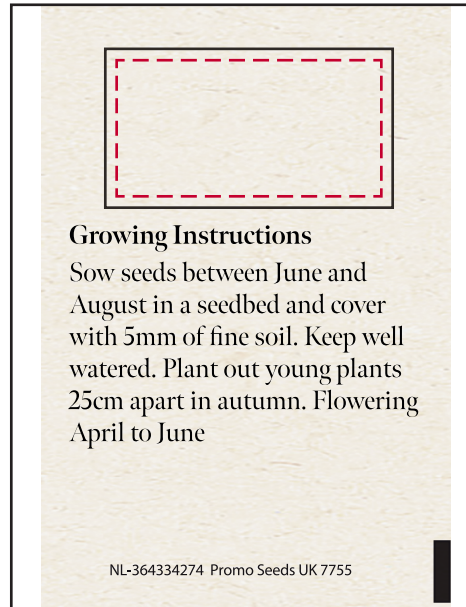 Growing Instructions
Sow seeds between June and
August in a seedbed and cover
with 5mm of fine soil. Keep well
watered. Plant out young plants
25cm apart in autumn. Flowering
April to June
NL-364334274 Promo Seeds UK 7755